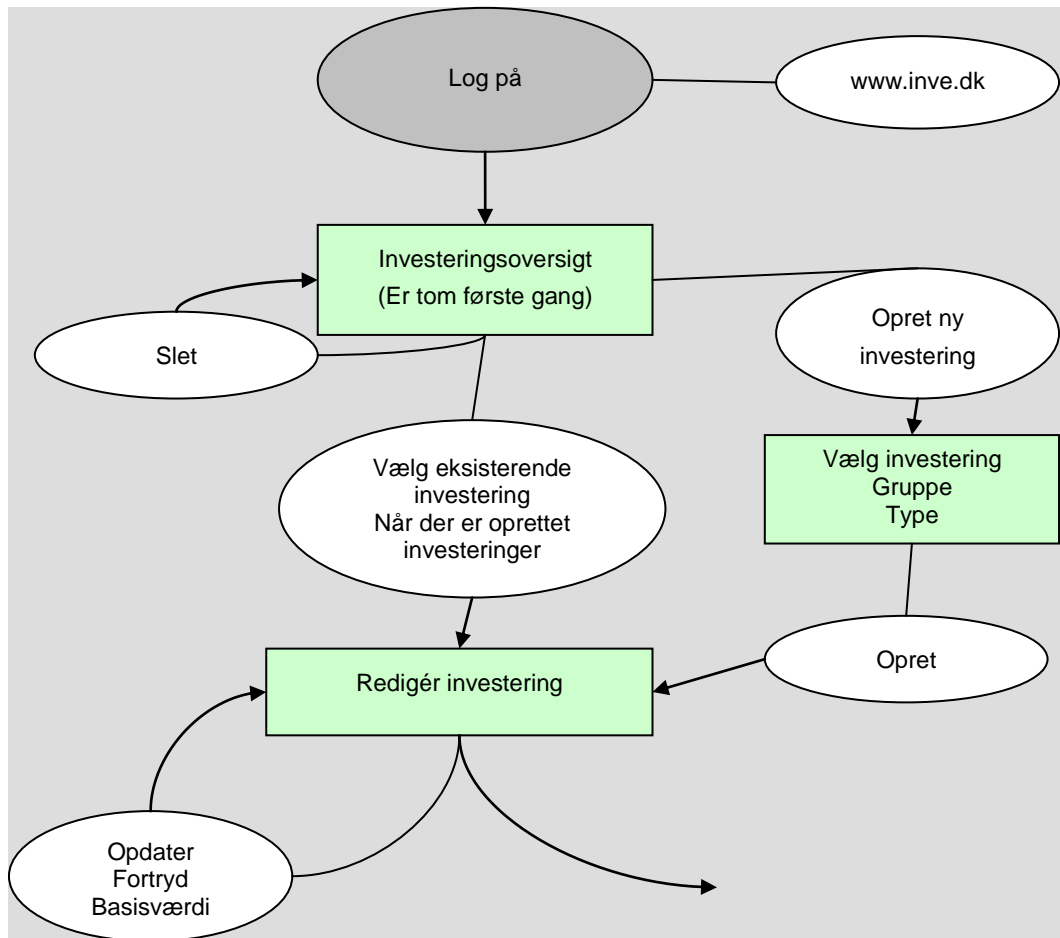 Log på
www.inve.dk
Investeringsoversigt
(Er tom første gang)
Slet
Opret ny
investering
Vælg eksisterende
investering
Når der er oprettet
investeringer
Vælg investering
Gruppe
Type
Redigér investering
Opret
Opdater
Fortryd
Basisværdi